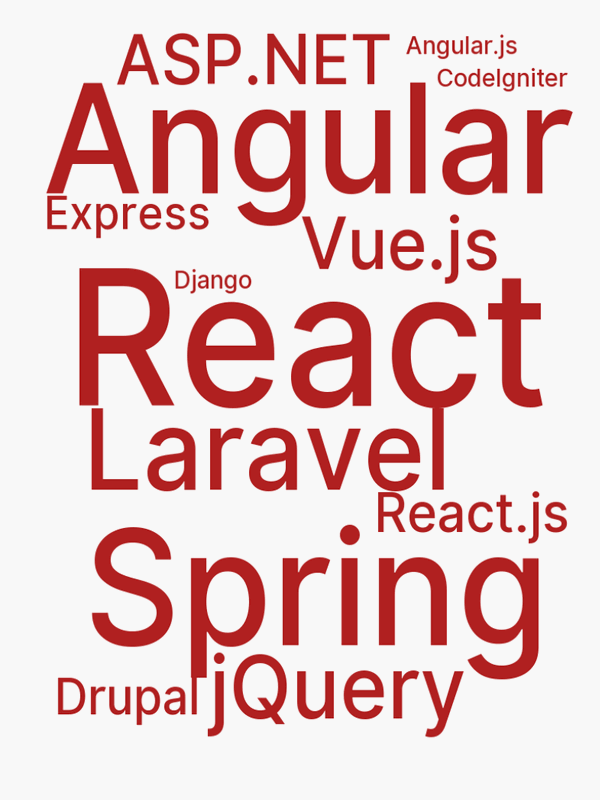 ASP.NET
Angular.js
CodeIgniter
Angular
Express
Vue.js
Django
React
Laravel
React.js
Spring
jQuery
Drupal